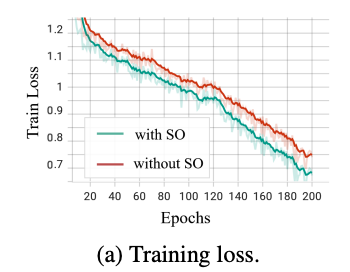 1.2
1.1
1
0.9
0.8
0.7
Train Loss
with SO
without SO
20 40 60 80 100 120 140 160 180 200
Epochs
(a) Training loss.